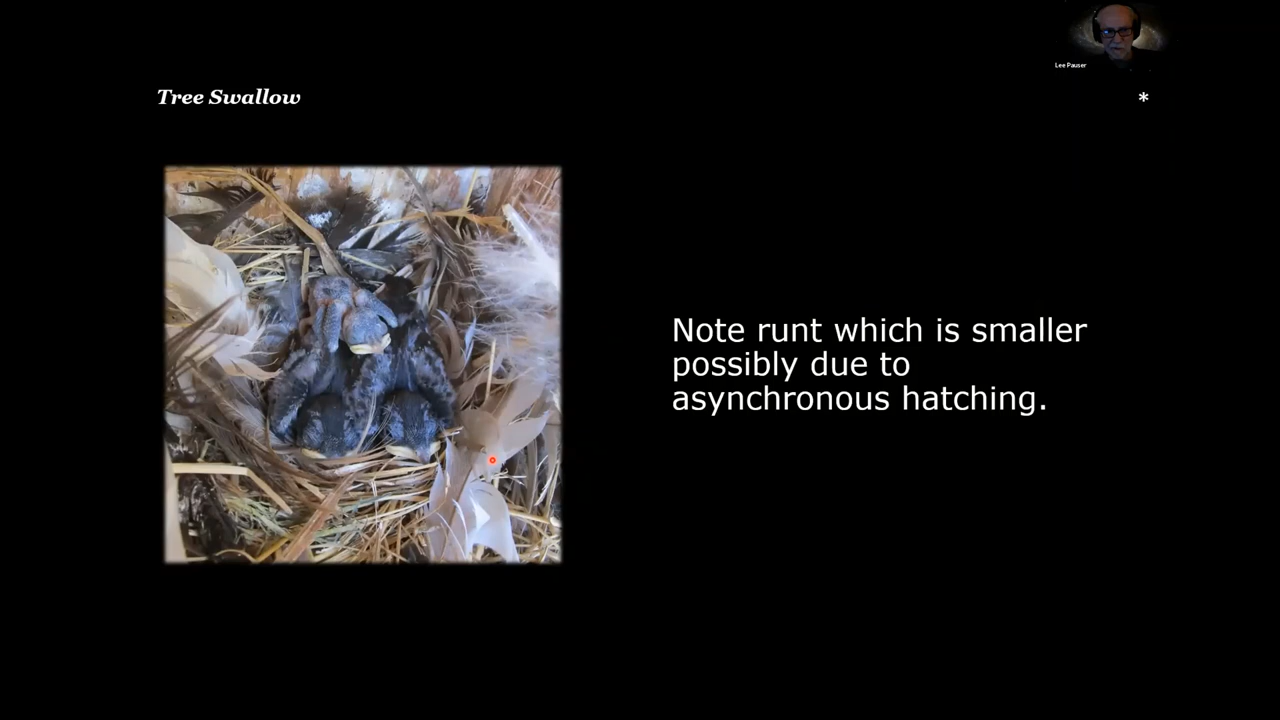 Lee Pauser
Tree Swallow
*
Note runt which is smaller
possibly due to
asynchronous hatching.